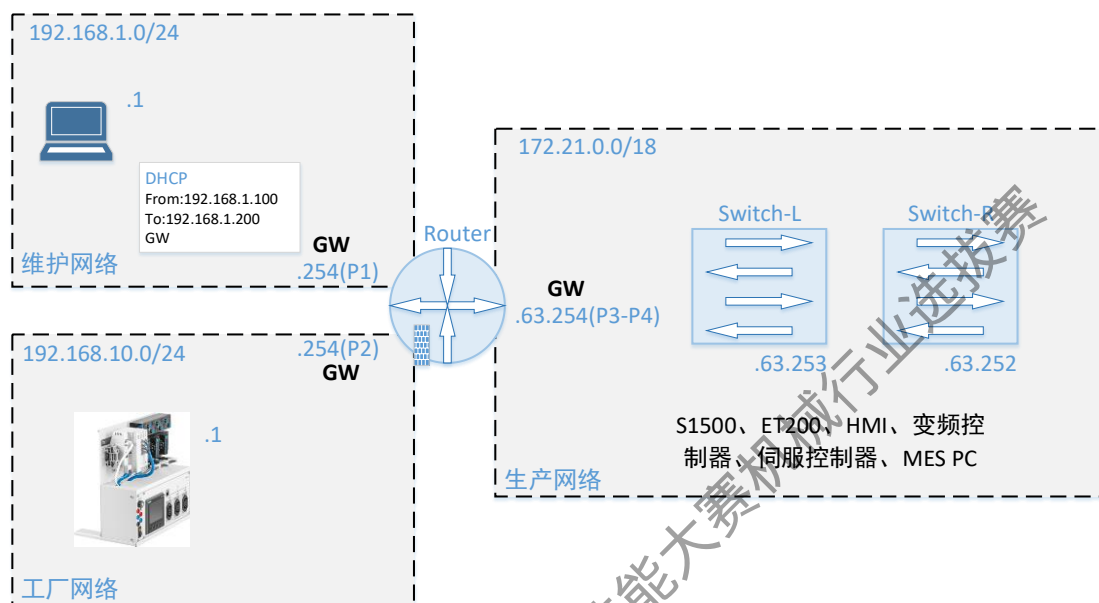 192.168.1.0/24
.1
DHCP
From:192.168.1.100
To:192.168.1.200
GW
维护网络
GW
.254(P1)
Router
192.168.10.0/24
.254(P2)
GW
.1
工厂网络
172.21.0.0/18
Switch-L
Switch-R
GW
.63.254(P3-P4)
.63.253
.63.252
S1500、ET200、HMI、变频控
制器、伺服控制器、MES PC
生产网络
技能大赛机械行业选拔赛